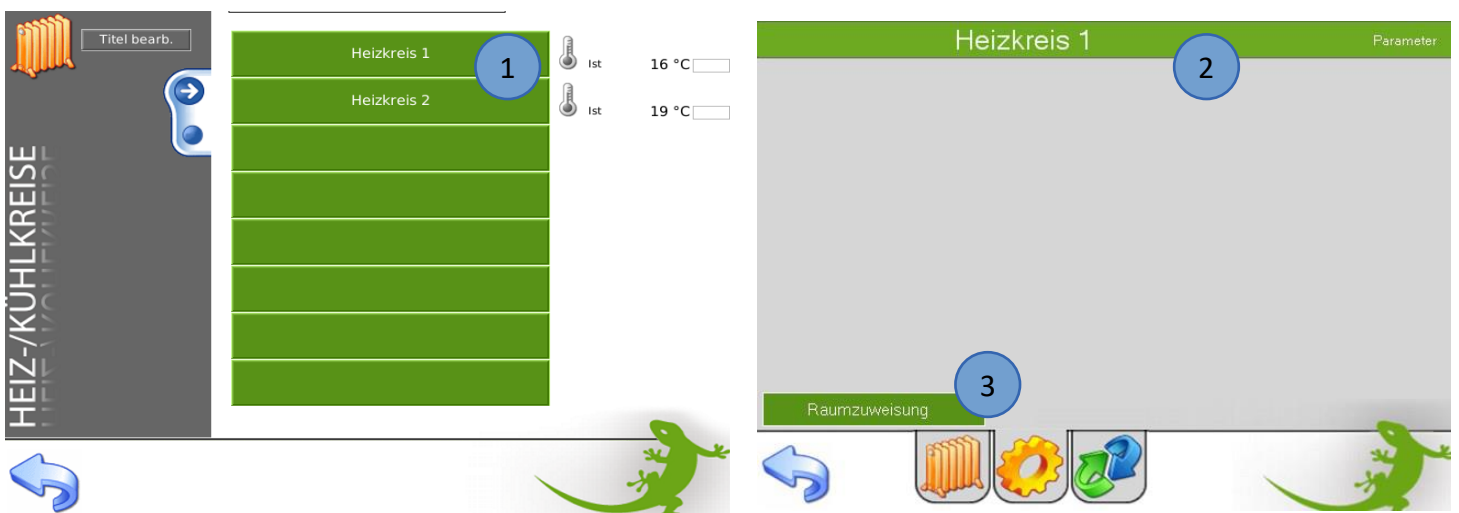 Titel bearb.
HEIZ-/KÜHLKREISE
Heizkreis 1
1
Ist 16 °C
Heizkreis 2
Ist 19 °C
Heizkreis 1
2
Parameter
3
Raumzuweisung